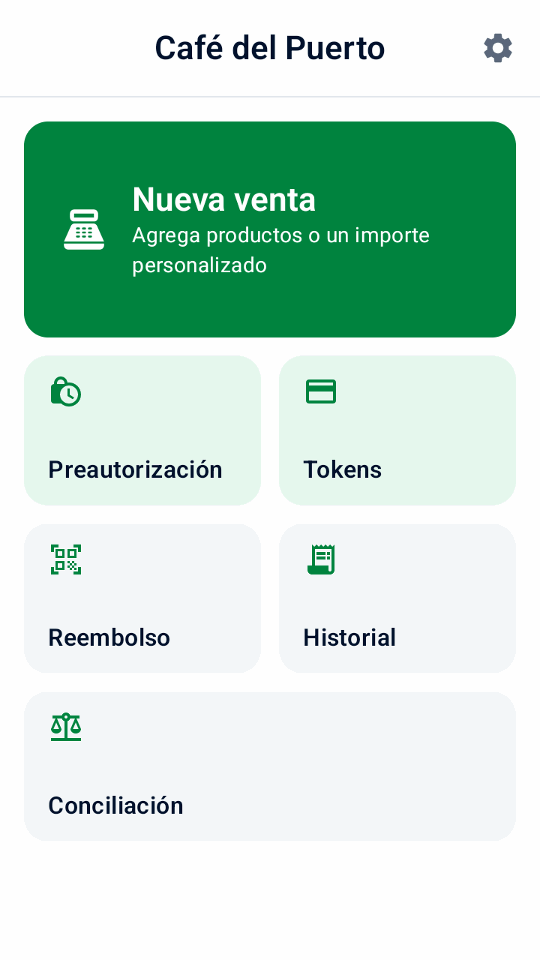 Café del Puerto
Nueva venta
Agrega productos o un importe
personalizado
Preautorización
Tokens
Reembolso
Historial
Conciliación